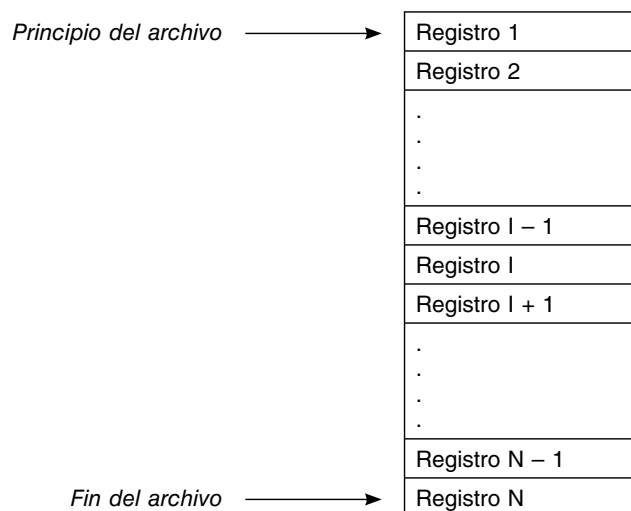 Principio del archivo
Registro 1
Registro 2
.
.
.
.
Registro I – 1
Registro I
Registro I + 1
.
.
.
.
Registro N – 1
Fin del archivo
Registro N